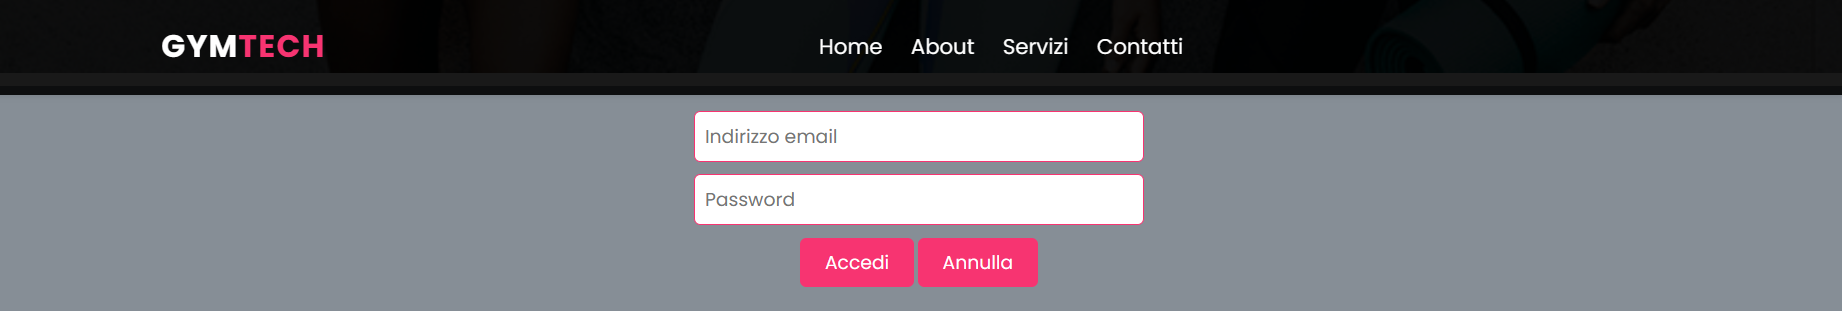 GYMTECH Home About Servizi Contatti
Indirizzo email
Password
Accedi Annulla